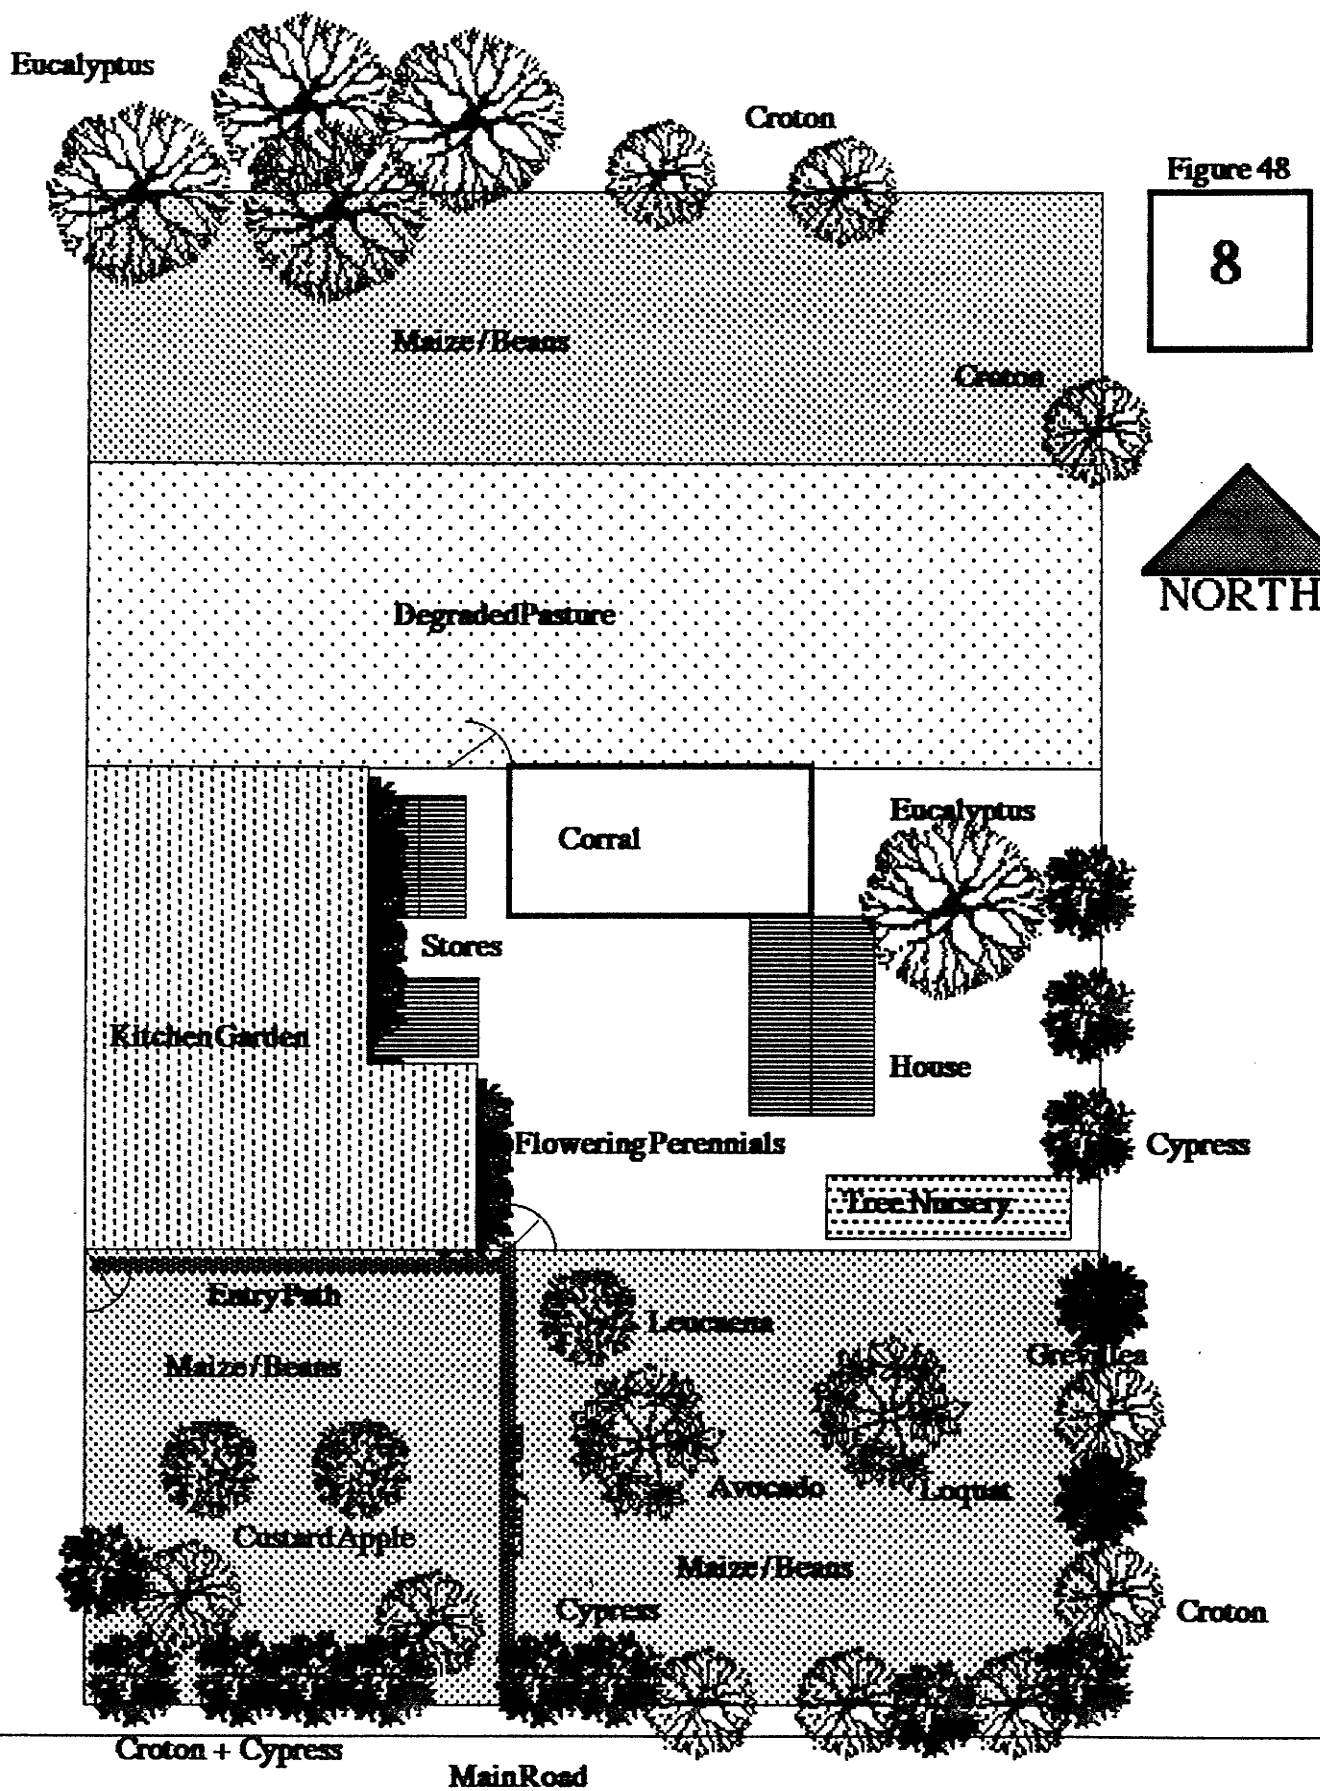 Eucalyptus
Croton
Figure 48
8
Maize / Beans
Croton
NORTH
Degraded Pasture
Eucalyptus
Corral
Stores
Kitchen Garden
House
Flowering Perennials
Cypress
Tree Nursery
Entry Path
Leucaena
Maize / Beans
Grevillea
Avocado
Loquat
Custard Apple
Maize / Beans
Cypress
Croton
Croton + Cypress
Main Road